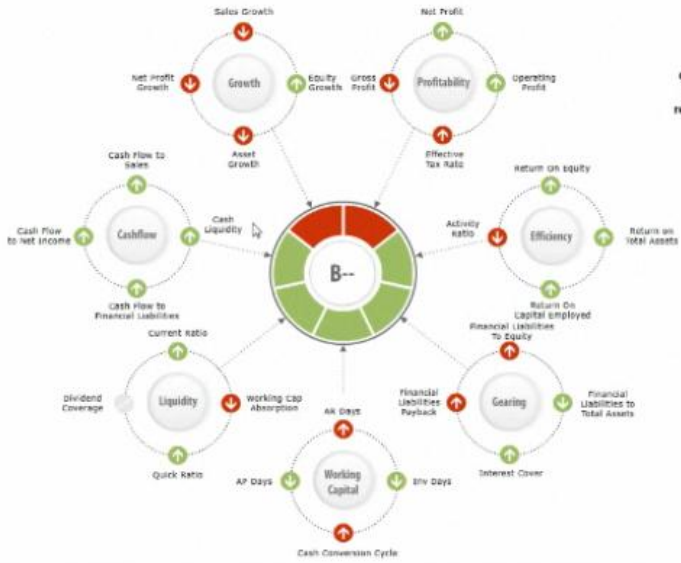 Sales Growth
Net Profit
Growth
Growth
Equity
Growth
Asset
Growth
Net Profit
Gross
Profit
Profitability
Operating
Profit
Effective
Tax Rate
Cash Flow to
Sales
Cash Flow
to Net Income
Cashflow
Cash
Liquidity
Cash Flow to
Financial Liabilities
B--
Return On Equity
Activity
Ratio
Efficiency
Return on
Total Assets
Return On
Capital Employed
Current Ratio
Dividend
Coverage
Liquidity
Working Cap
Absorption
Quick Ratio
AR Days
AP Days
Working
Capital
Inv Days
Cash Conversion Cycle
Financial Liabilities
To Equity
Financial
Liabilities
Payback
Gearing
Financial
Liabilities to
Total Assets
Interest Cover